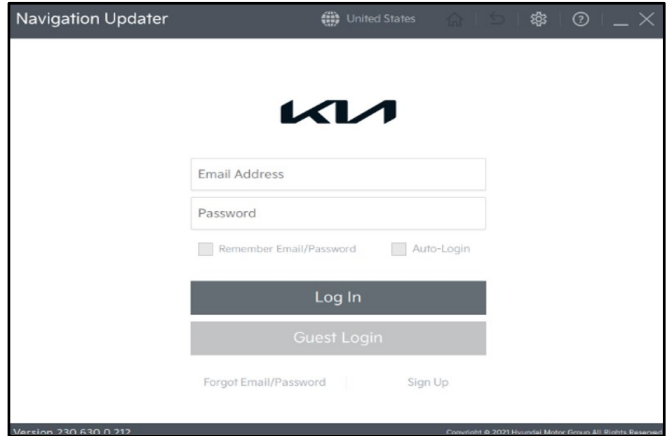 Navigation Updater United States
KIA
Email Address
Password
Remember Email/Password Auto-Login
Log In
Guest Login
Forgot Email/Password Sign Up
Version 230.630.0.212 Copyright © 2021 Hyundai Motor Group All Rights Reserved